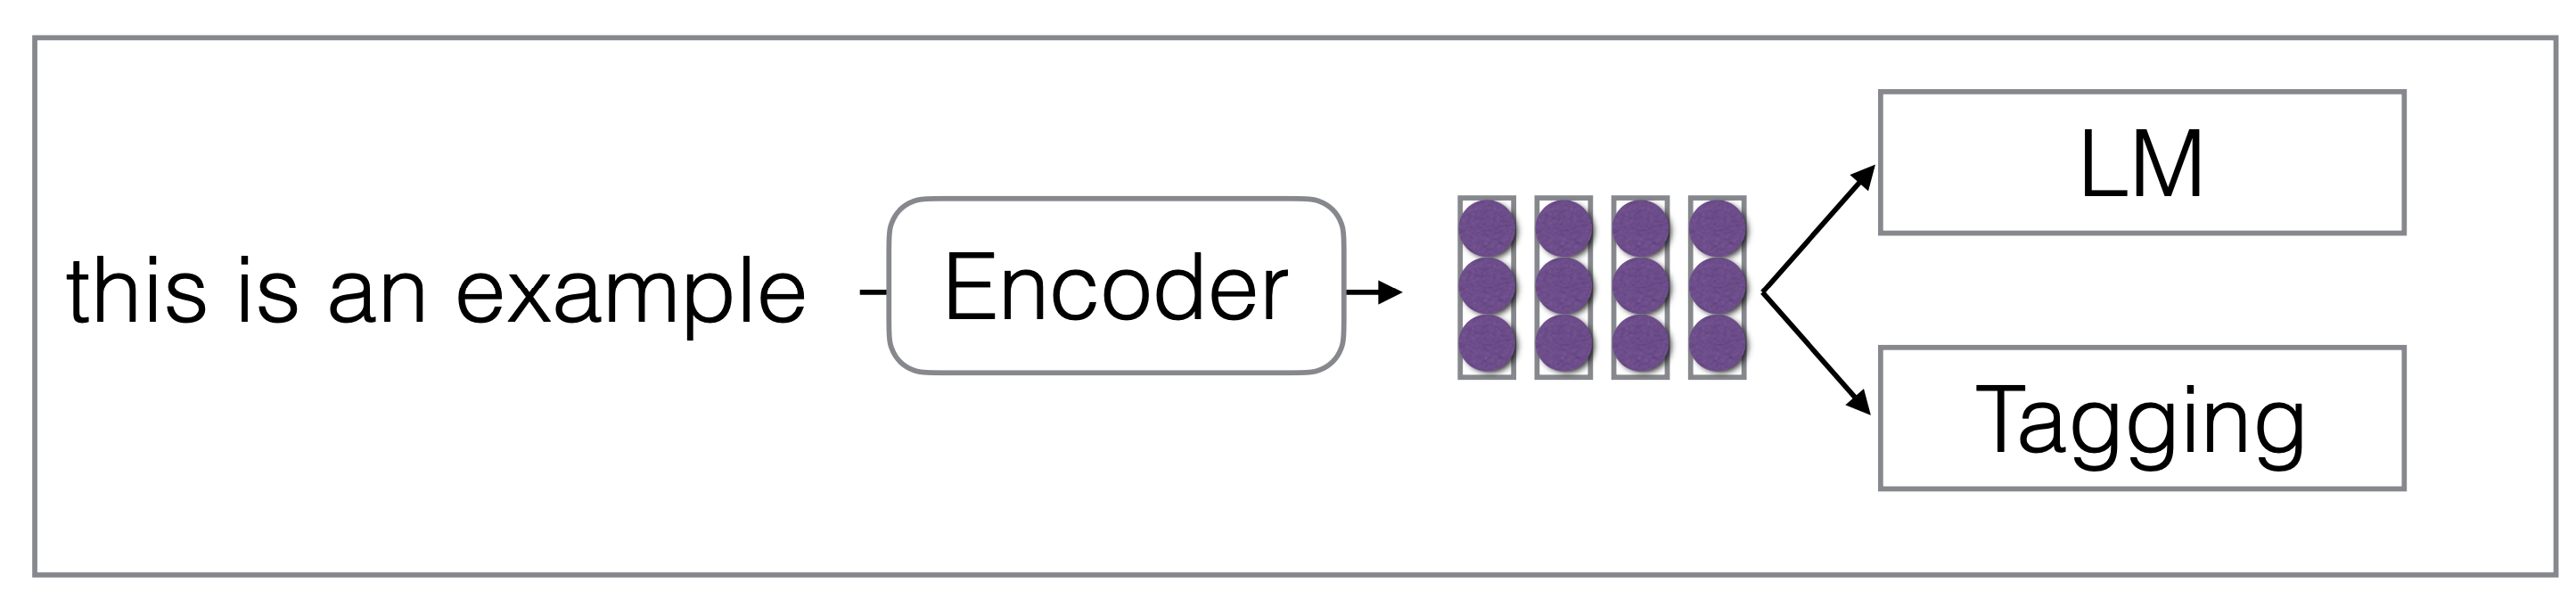 this is an example
Encoder
LM
Tagging